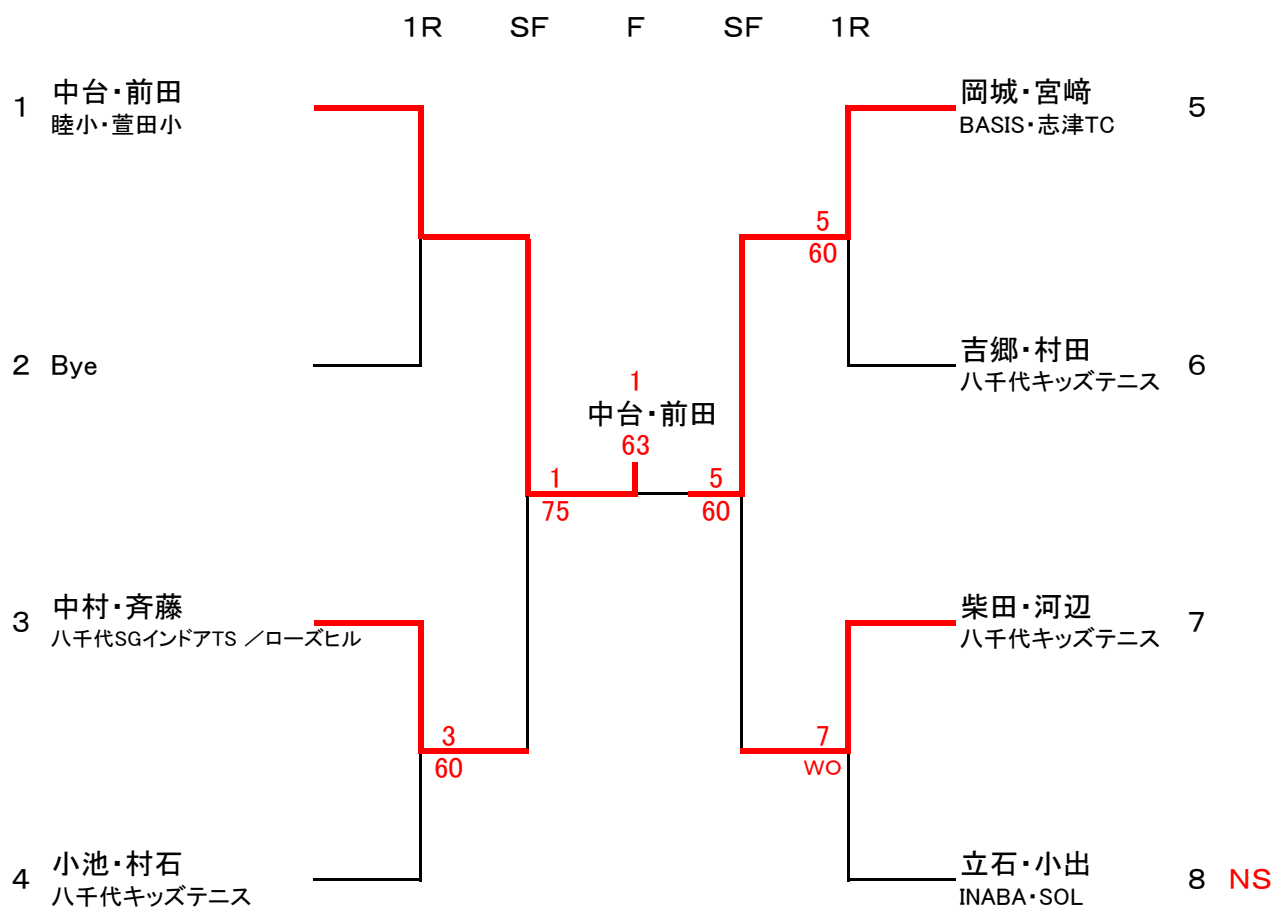 1R SF F SF 1R
1 中台・前田
睦小・萱田小
2 Bye
3 中村・斉藤
八千代SGインドアTS ／ローズヒル
4 小池・村石
八千代キッズテニス
3
60
1
75
1
中台・前田
63
5
60
5
60
7
WO
岡城・宮﨑 5
BASIS・志津TC
吉郷・村田 6
八千代キッズテニス
柴田・河辺 7
八千代キッズテニス
立石・小出 8 NS
INABA・SOL